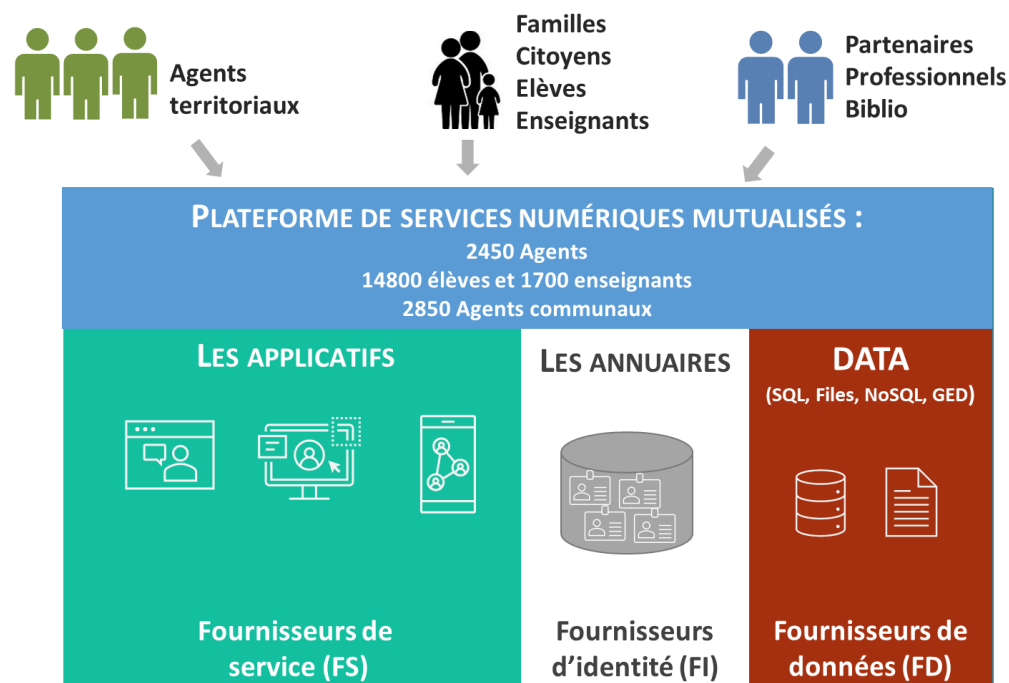 Agents
territoriaux
Familles
Citoyens
Elèves
Enseignants
Partenaires
Professionnels
Biblio
PLATEFORME DE SERVICES NUMÉRIQUES MUTUALISÉS :
2450 Agents
14800 élèves et 1700 enseignants
2850 Agents communaux
LES APPLICATIFS
LES ANNUAIRES
DATA
(SQL, Files, NoSQL, GED)
Fournisseurs de
service (FS)
Fournisseurs
d’identité (FI)
Fournisseurs de
données (FD)